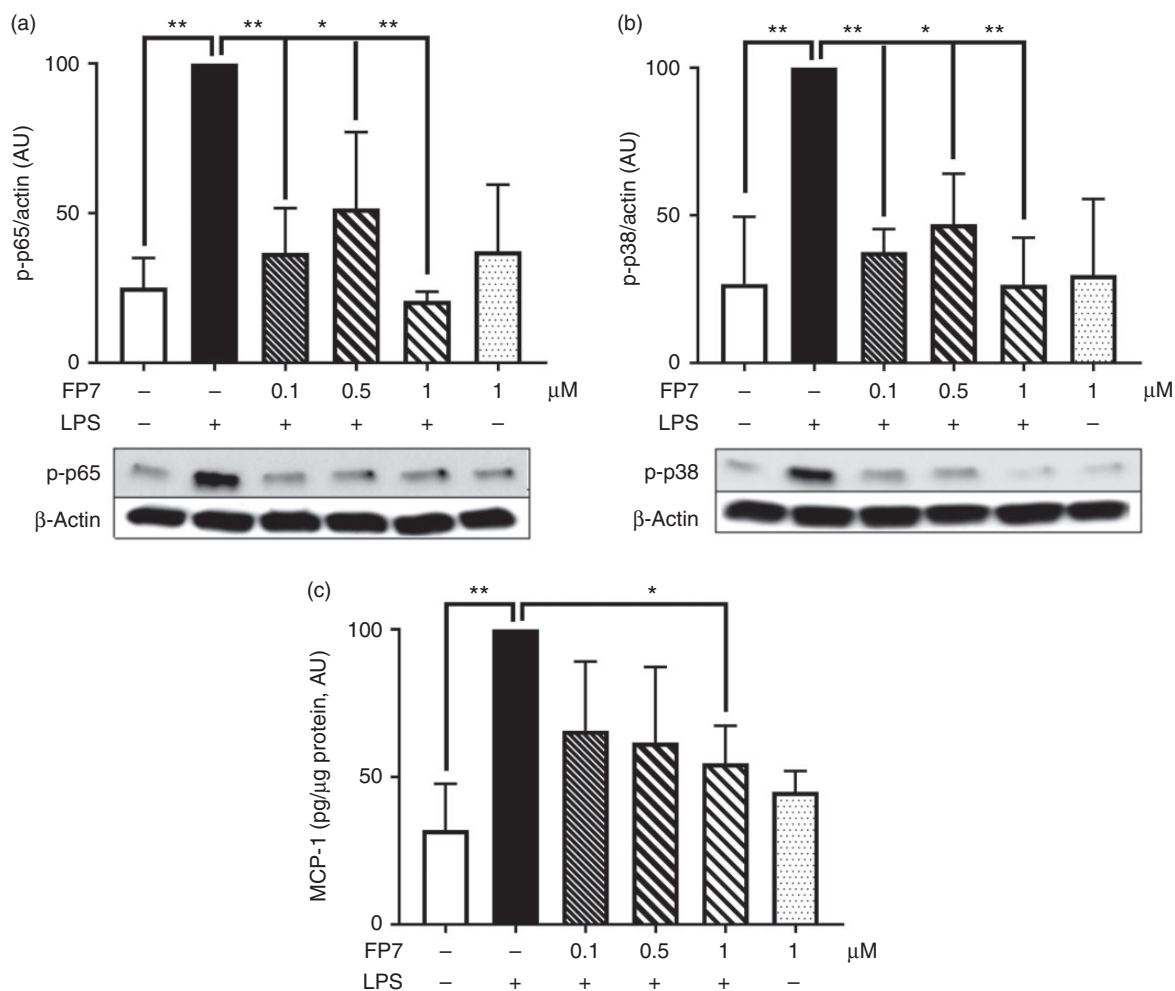 (a)
** ** * **
100
50
0
p-p65/actin (AU)
FP7 – – 0.1 0.5 1 1 μM
LPS – + + + + –
p-p65
β-Actin
(b)
** ** * **
100
50
0
p-p38/actin (AU)
FP7 – – 0.1 0.5 1 1 μM
LPS – + + + + –
p-p38
β-Actin
(c)
** *
100
50
0
MCP-1 (pg/μg protein, AU)
FP7 – – 0.1 0.5 1 1 μM
LPS – + + + + –